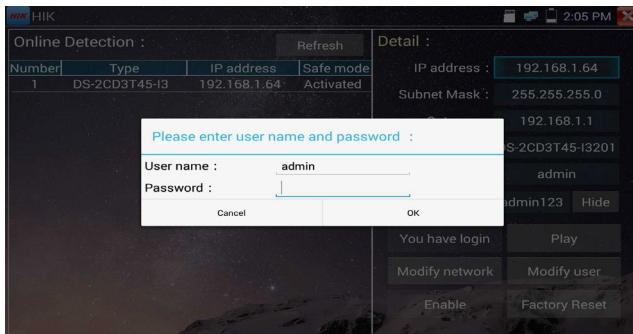 HIK HIK
2:05 PM
Online Detection :
Refresh
Number Type IP address Safe mode
1 DS-2CD3T45-I3 192.168.1.64 Activated
Detail :
IP address : 192.168.1.64
Subnet Mask : 255.255.255.0
192.168.1.1
S-2CD3T45-I3201
admin
admin123 Hide
You have login Play
Modify network Modify user
Enable Factory Reset
Please enter user name and password :
User name : admin
Password :
Cancel OK